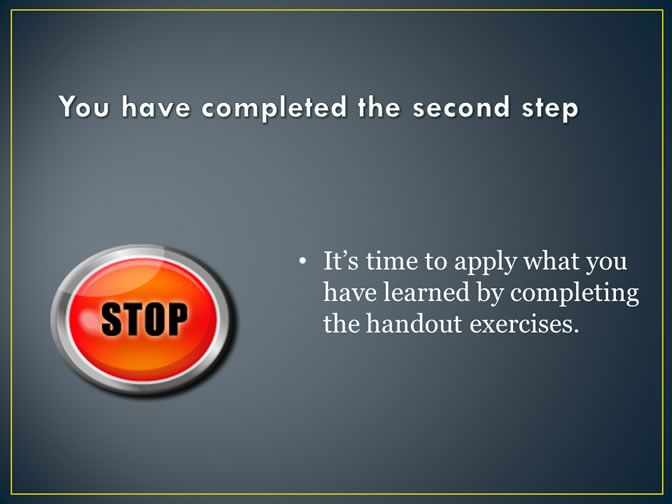 You have completed the second step
STOP
• It’s time to apply what you
have learned by completing
the handout exercises.